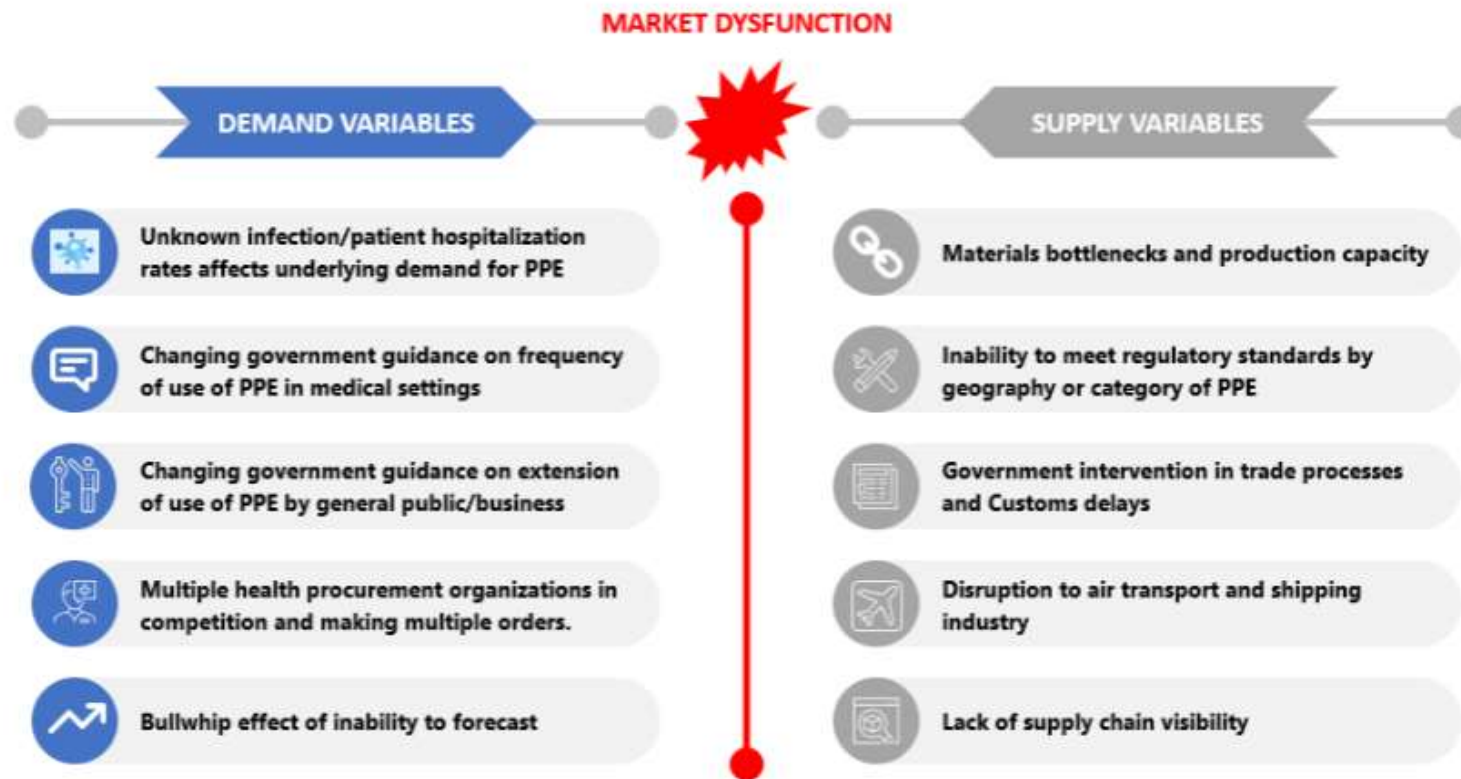 MARKET DYSFUNCTION
DEMAND VARIABLES
Unknown infection/patient hospitalization
rates affects underlying demand for PPE
Changing government guidance on frequency
of use of PPE in medical settings
Changing government guidance on extension
of use of PPE by general public/business
Multiple health procurement organizations in
competition and making multiple orders.
Bullwhip effect of inability to forecast
SUPPLY VARIABLES
Materials bottlenecks and production capacity
Inability to meet regulatory standards by
geography or category of PPE
Government intervention in trade processes
and Customs delays
Disruption to air transport and shipping
industry
Lack of supply chain visibility